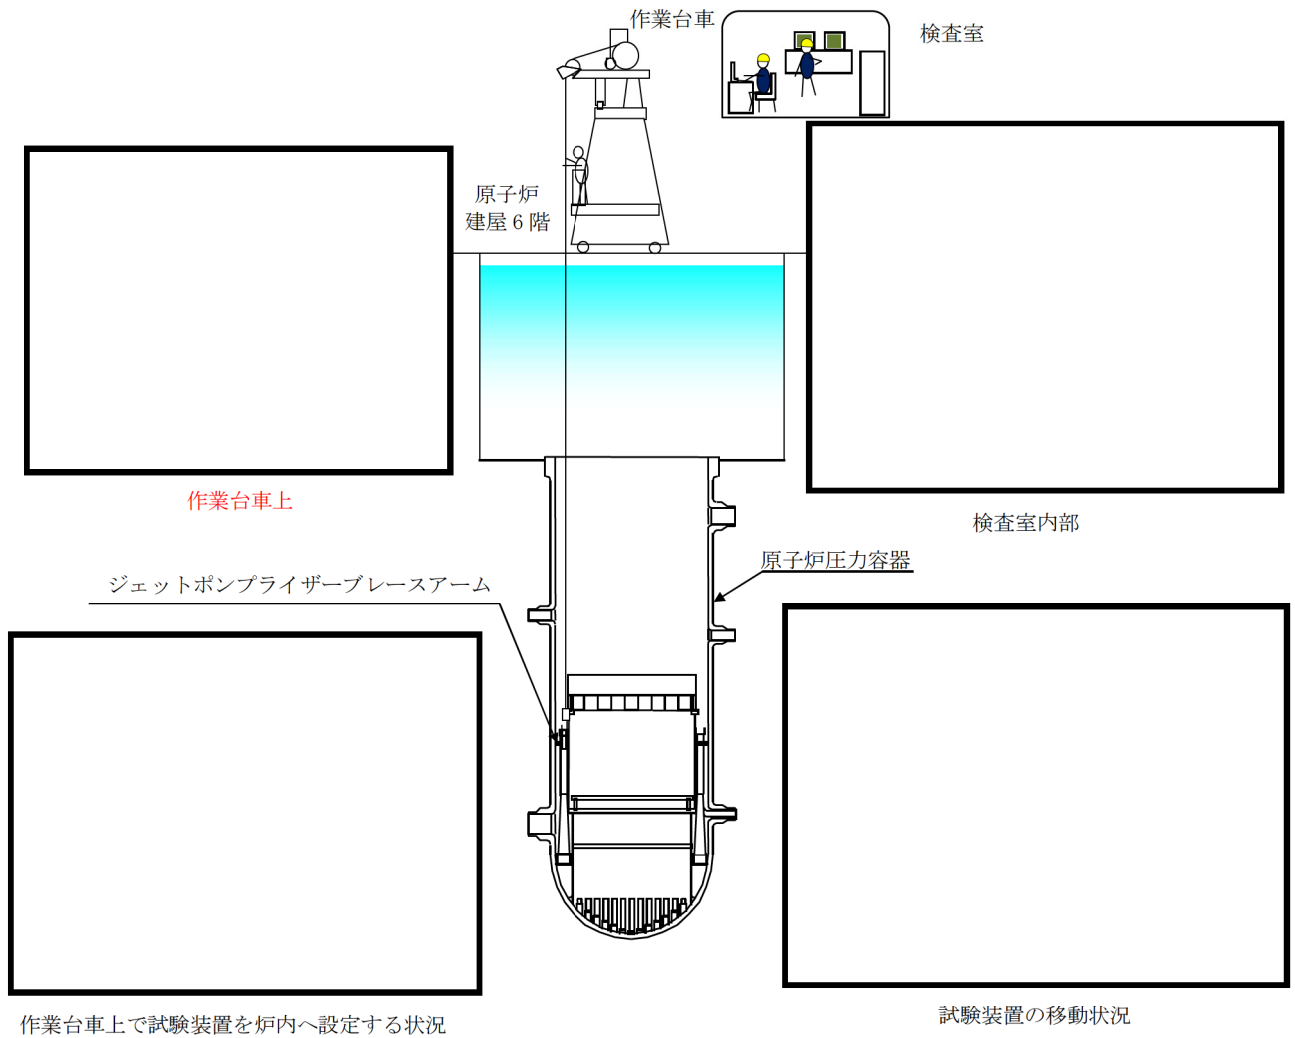 作業台車
検査室
原子炉
建屋6階
作業台車上
検査室内部
原子炉圧力容器
ジェットポンプライザーブレースアーム
作業台車上で試験装置を炉内へ設定する状況
試験装置の移動状況